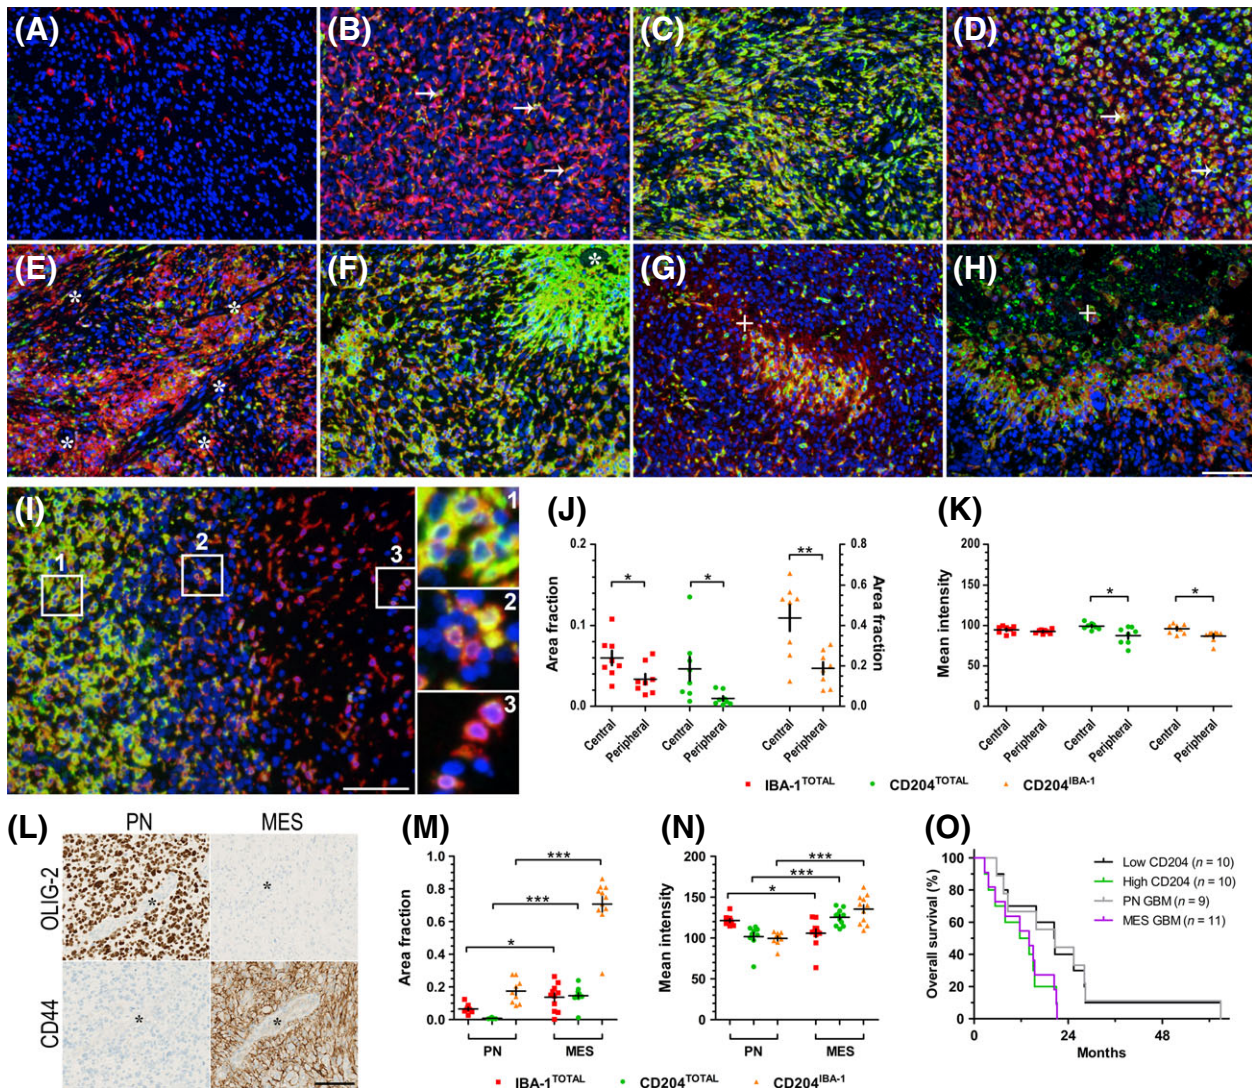 (A) (B) (C) (D)
(E) (F) (G) (H)
* * * * * * + +
(I) 1 2 3 1
2
3
(J) (K)
** * * * *
0.2 0.1 0.0
Area fraction
0.8 0.6 0.4 0.2 0.0
Area fraction
Central Peripheral Central Peripheral Central Peripheral
200 150 100 50 0
Mean intensity
Central Peripheral Central Peripheral Central Peripheral
IBA-1TOTAL CD204TOTAL CD204IBA-1
(L) PN MES
OLIG-2 * *
CD44 * *
(M)
*** *** *
1.0 0.8 0.6 0.4 0.2 0.0
Area fraction
PN MES
(N)
*** *** *
200 150 100 50 0
Mean intensity
PN MES
IBA-1TOTAL CD204TOTAL CD204IBA-1
(O)
100 80 60 40 20 0
Overall survival (%)
Low CD204 (n = 10)
High CD204 (n = 10)
PN GBM (n = 9)
MES GBM (n = 11)
0 24 48
Months